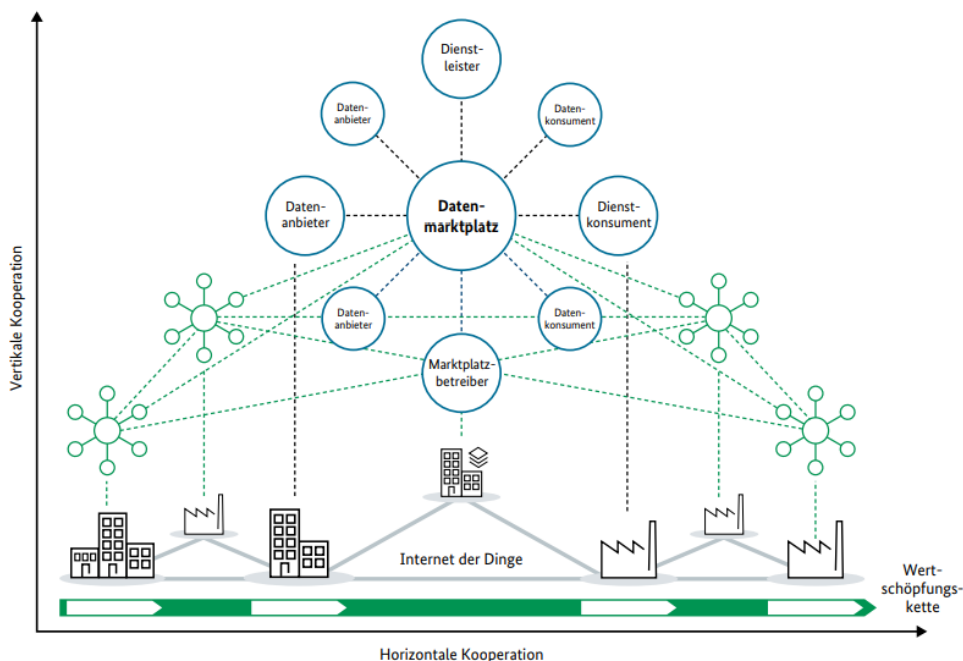 Dienst-
leister
Daten-
anbieter
Daten-
konsument
Daten-
anbieter
Daten-
marktplatz
Dienst-
konsument
Vertikale Kooperation
Daten-
anbieter
Daten-
konsument
Marktplatz-
betreiber
Internet der Dinge
Wert-
schöpfungs-
kette
Horizontale Kooperation